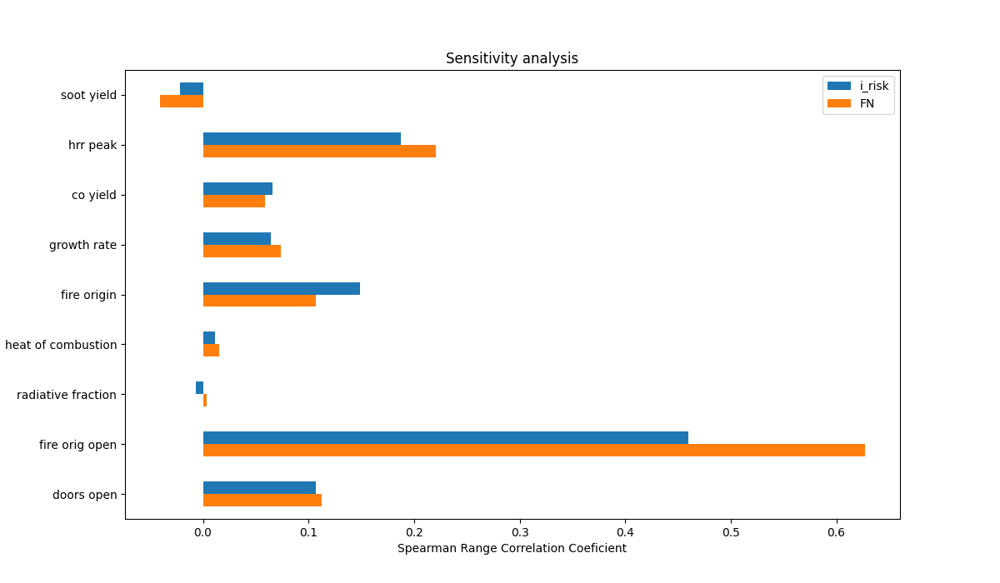 Sensitivity analysis
i_risk
FN
soot yield
hrr peak
co yield
growth rate
fire origin
heat of combustion
radiative fraction
fire orig open
doors open
0.0 0.1 0.2 0.3 0.4 0.5 0.6
Spearman Range Correlation Coeficient